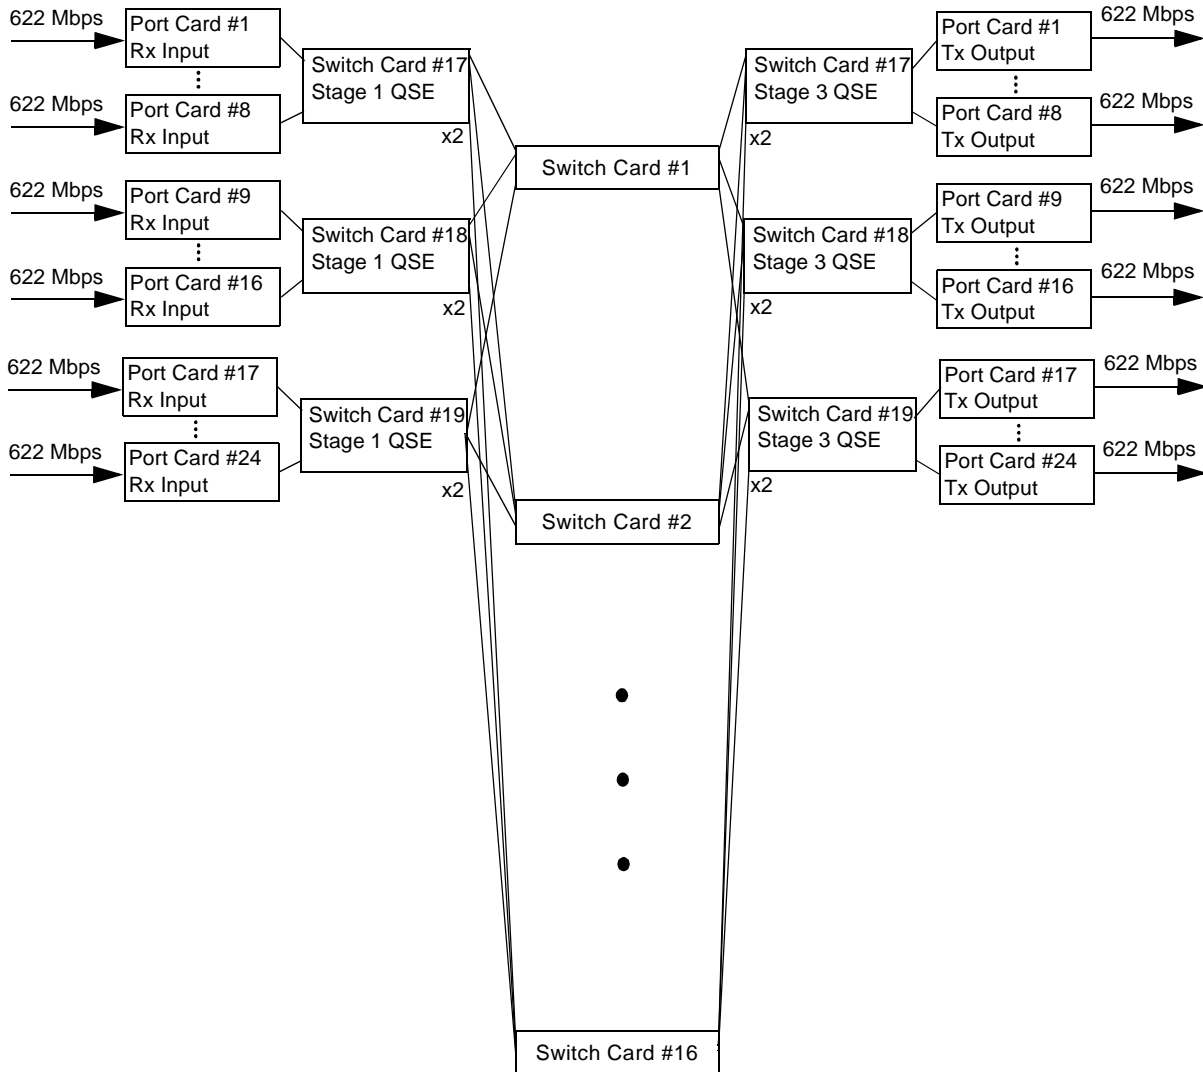 622 Mbps
Port Card #1
Rx Input
622 Mbps
Port Card #8
Rx Input
Switch Card #17
Stage 1 QSE
x2
622 Mbps
Port Card #9
Rx Input
622 Mbps
Port Card #16
Rx Input
Switch Card #18
Stage 1 QSE
x2
622 Mbps
Port Card #17
Rx Input
622 Mbps
Port Card #24
Rx Input
Switch Card #19
Stage 1 QSE
x2
Switch Card #1
Switch Card #2
Switch Card #16
Switch Card #17
Stage 3 QSE
x2
Port Card #1
Tx Output
622 Mbps
Port Card #8
Tx Output
622 Mbps
Switch Card #18
Stage 3 QSE
x2
Port Card #9
Tx Output
622 Mbps
Port Card #16
Tx Output
622 Mbps
Switch Card #19
Stage 3 QSE
x2
Port Card #17
Tx Output
622 Mbps
Port Card #24
Tx Output
622 Mbps